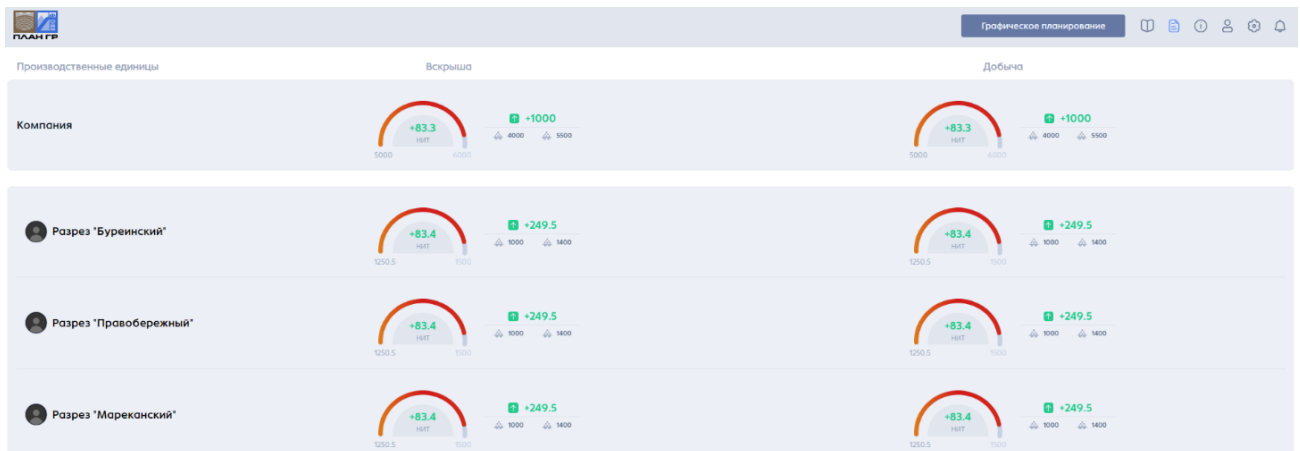 ПЛАН ГР
Графическое планирование
Производственные единицы Вскрыша Добыча
Компания
+83.3
НИТ
5000 6000
+1000
4000 5500
+83.3
НИТ
5000 6000
+1000
4000 5500
Разрез "Буреинский"
+83.4
НИТ
1250.5 1500
+249.5
1000 1400
+83.4
НИТ
1250.5 1500
+249.5
1000 1400
Разрез "Правобережный"
+83.4
НИТ
1250.5 1500
+249.5
1000 1400
+83.4
НИТ
1250.5 1500
+249.5
1000 1400
Разрез "Мареканский"
+83.4
НИТ
1250.5 1500
+249.5
1000 1400
+83.4
НИТ
1250.5 1500
+249.5
1000 1400